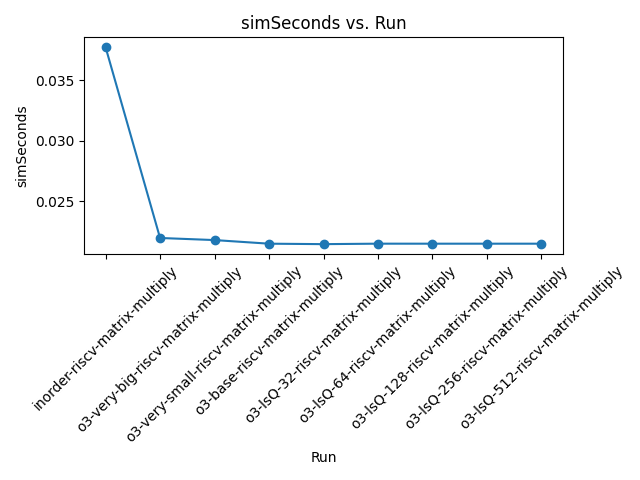 simSeconds vs. Run
simSeconds
0.035
0.030
0.025
inorder-riscv-matrix-multiply
o3-very-big-riscv-matrix-multiply
o3-very-small-riscv-matrix-multiply
o3-base-riscv-matrix-multiply
o3-lsQ-32-riscv-matrix-multiply
o3-lsQ-64-riscv-matrix-multiply
o3-lsQ-128-riscv-matrix-multiply
o3-lsQ-256-riscv-matrix-multiply
o3-lsQ-512-riscv-matrix-multiply
Run